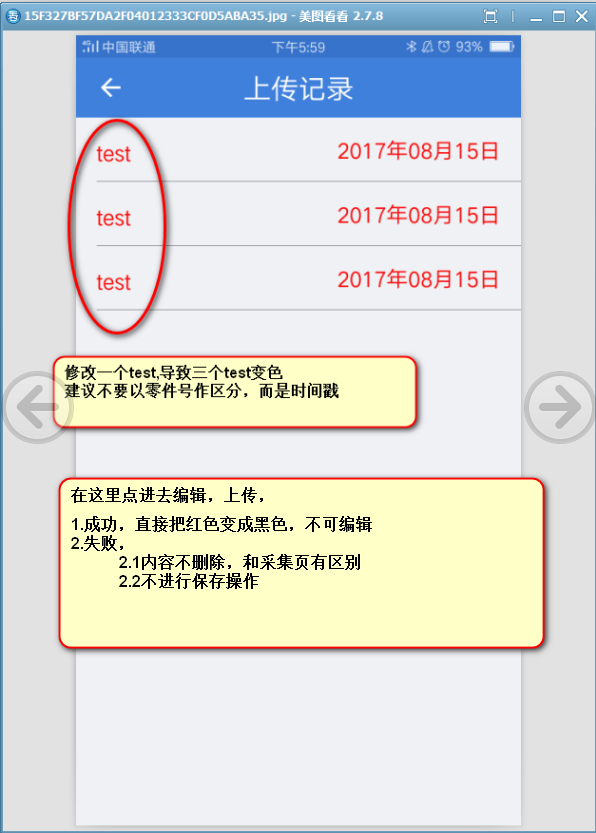 15F327BF57DA2F04012333CF0D5ABA35.jpg - 美图看看 2.7.8
中国联通 下午5:59 93%
上传记录
test 2017年08月15日
test 2017年08月15日
test 2017年08月15日
修改一个test,导致三个test变色
建议不要以零件号作区分，而是时间戳
在这里点进去编辑，上传，
1.成功，直接把红色变成黑色，不可编辑
2.失败，
2.1内容不删除，和采集页有区别
2.2不进行保存操作